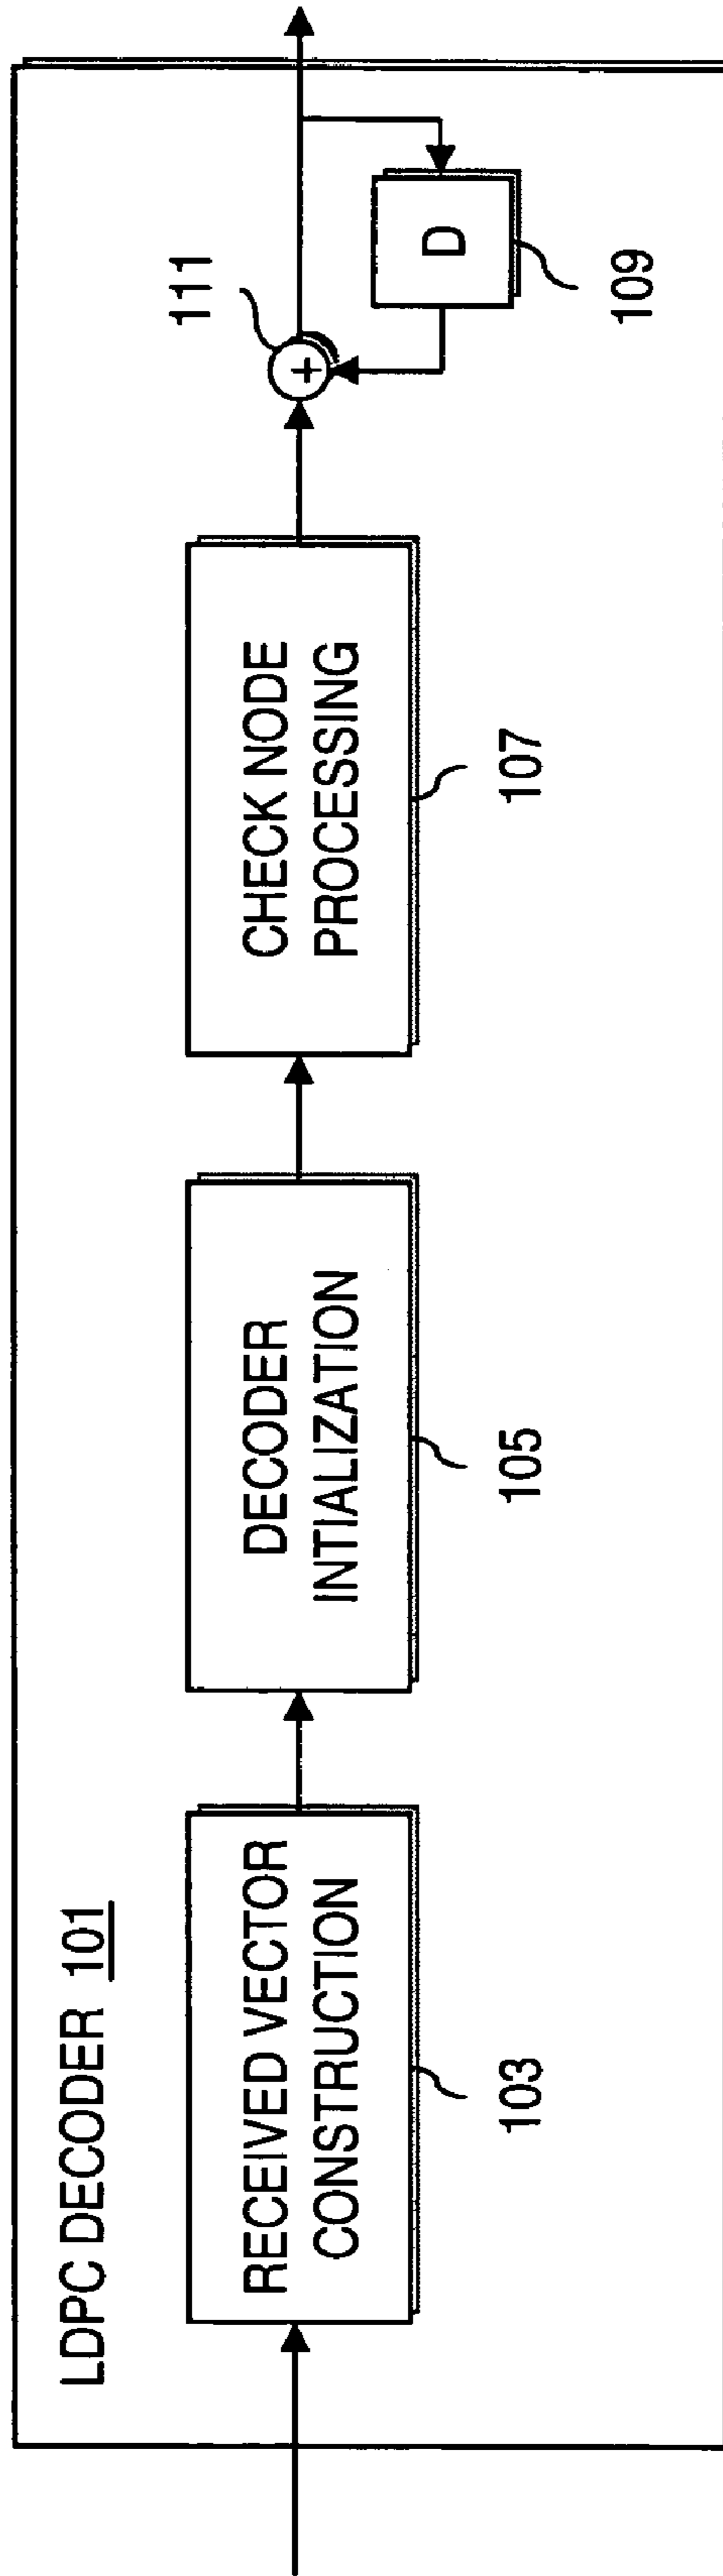 LDPC DECODER 101
RECEIVED VECTOR
CONSTRUCTION
103
DECODER
INTIALIZATION
105
CHECK NODE
PROCESSING
107
111
+
D
109